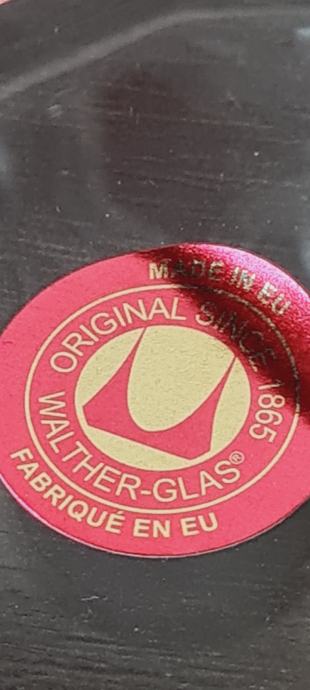 MADE IN EU
ORIGINAL SINCE 1865
WALTHER-GLAS®
FABRIQUÉ EN EU